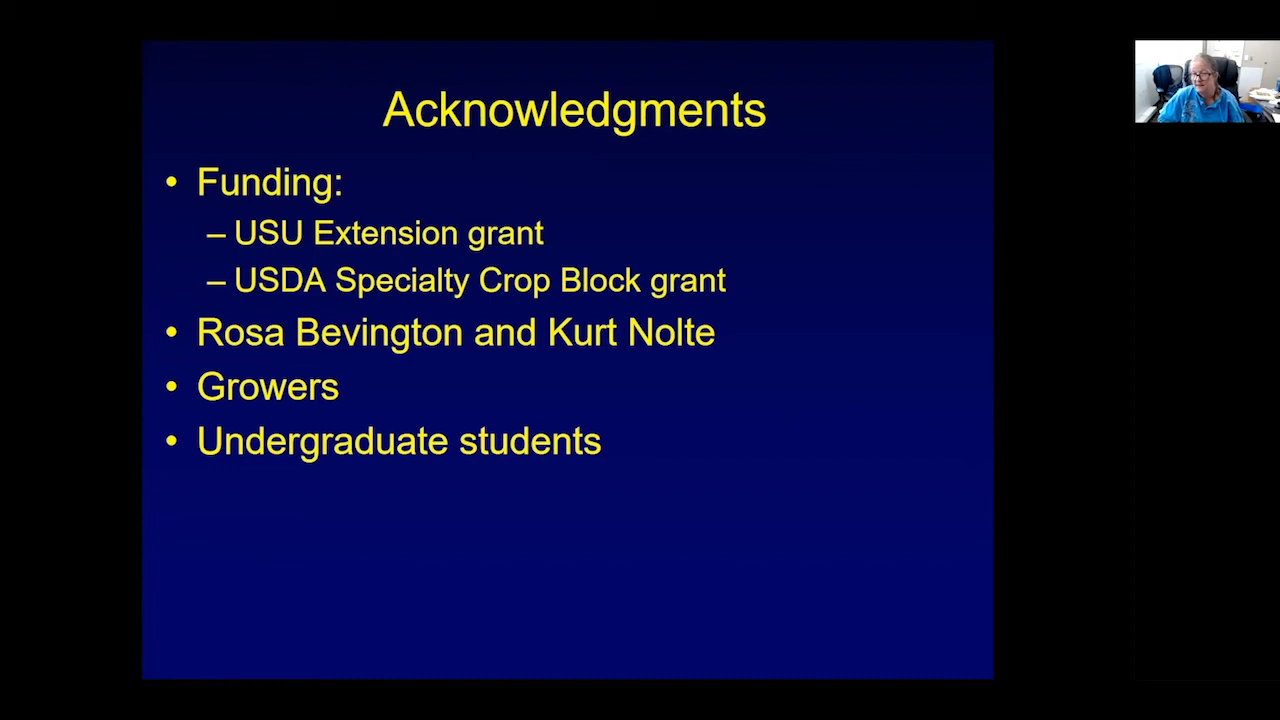 Acknowledgments
• Funding:
– USU Extension grant
– USDA Specialty Crop Block grant
• Rosa Bevington and Kurt Nolte
• Growers
• Undergraduate students